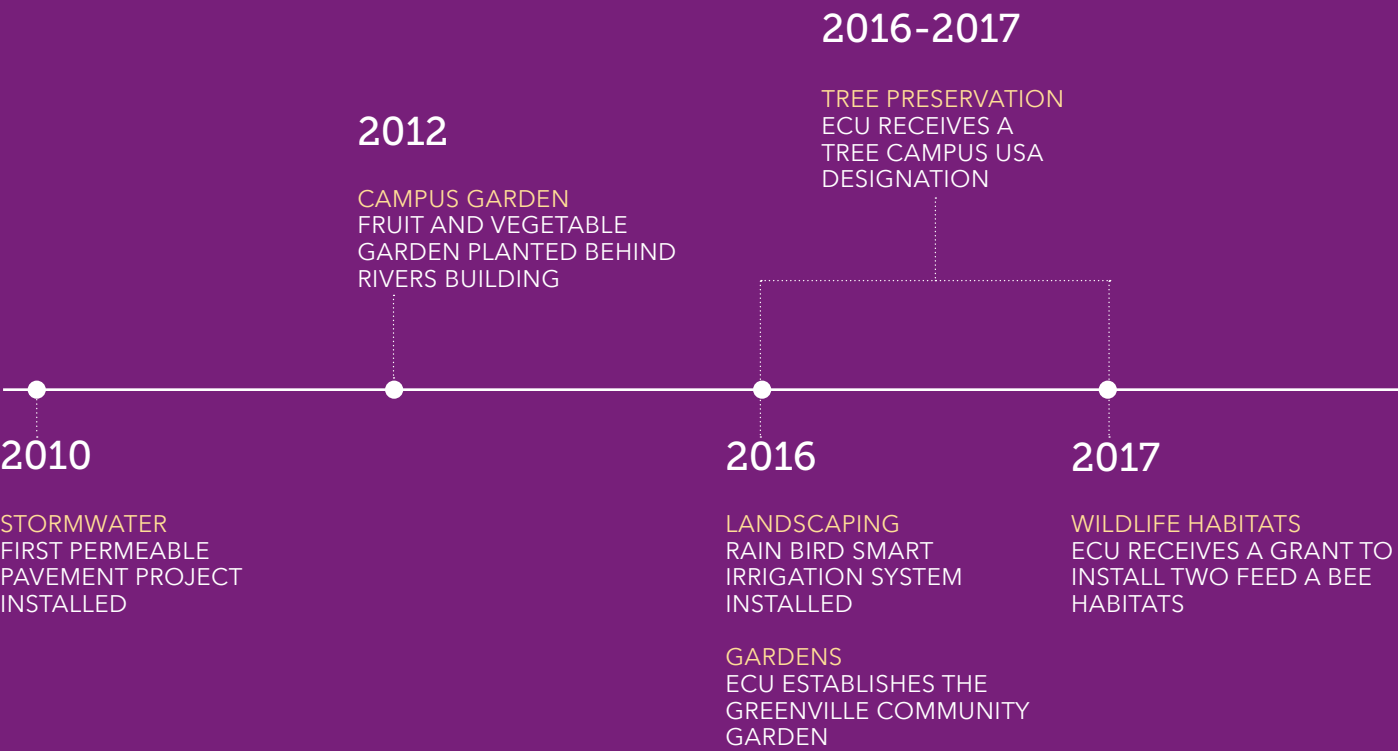 2016-2017
TREE PRESERVATION
ECU RECEIVES A
TREE CAMPUS USA
DESIGNATION
2012
CAMPUS GARDEN
FRUIT AND VEGETABLE
GARDEN PLANTED BEHIND
RIVERS BUILDING
2010
STORMWATER
FIRST PERMEABLE
PAVEMENT PROJECT
INSTALLED
2016
LANDSCAPING
RAIN BIRD SMART
IRRIGATION SYSTEM
INSTALLED
GARDENS
ECU ESTABLISHES THE
GREENVILLE COMMUNITY
GARDEN
2017
WILDLIFE HABITATS
ECU RECEIVES A GRANT TO
INSTALL TWO FEED A BEE
HABITATS